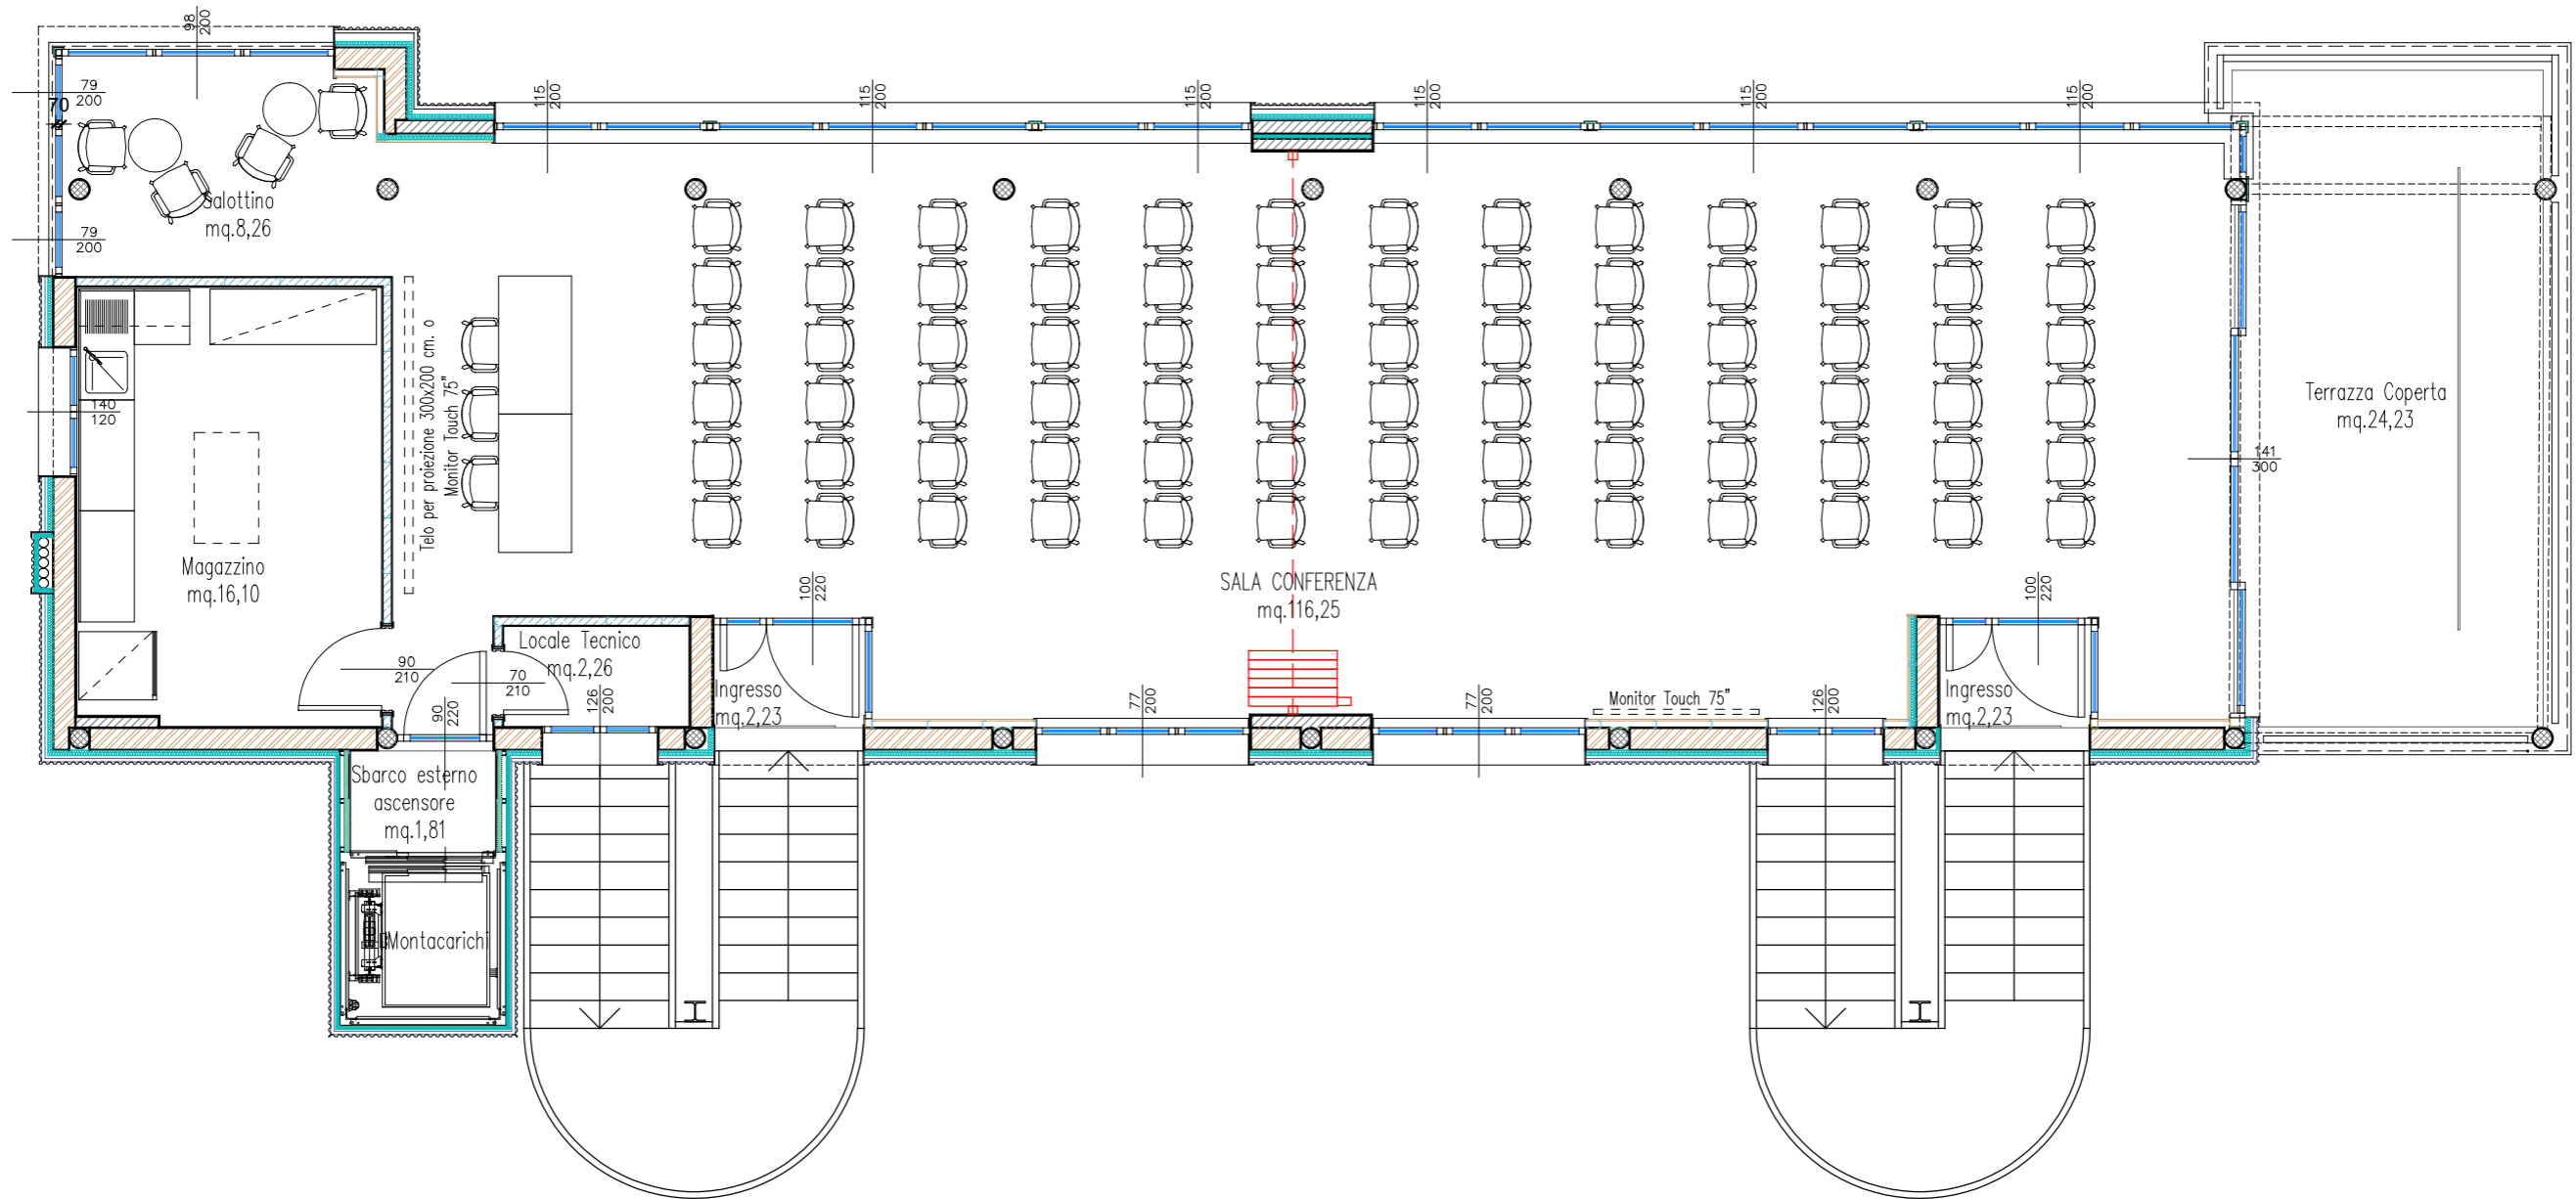 98
200
79
200
70
79
200
115
200
115
200
115
200
115
200
115
200
115
200
Salottino
mq.8,26
140
120
Telo per proiezione 300x200 cm. o
Monitor Touch 75"
Magazzino
mq.16,10
Terrazza Coperta
mq.24,23
141
300
SALA CONFERENZA
mq.116,25
100
220
100
220
Locale Tecnico
mq.2,26
90
210
70
210
90
220
126
200
Ingresso
mq.2,23
77
200
77
200
Monitor Touch 75"
126
200
Ingresso
mq.2,23
Sbarco esterno
ascensore
mq.1,81
Montacarichi